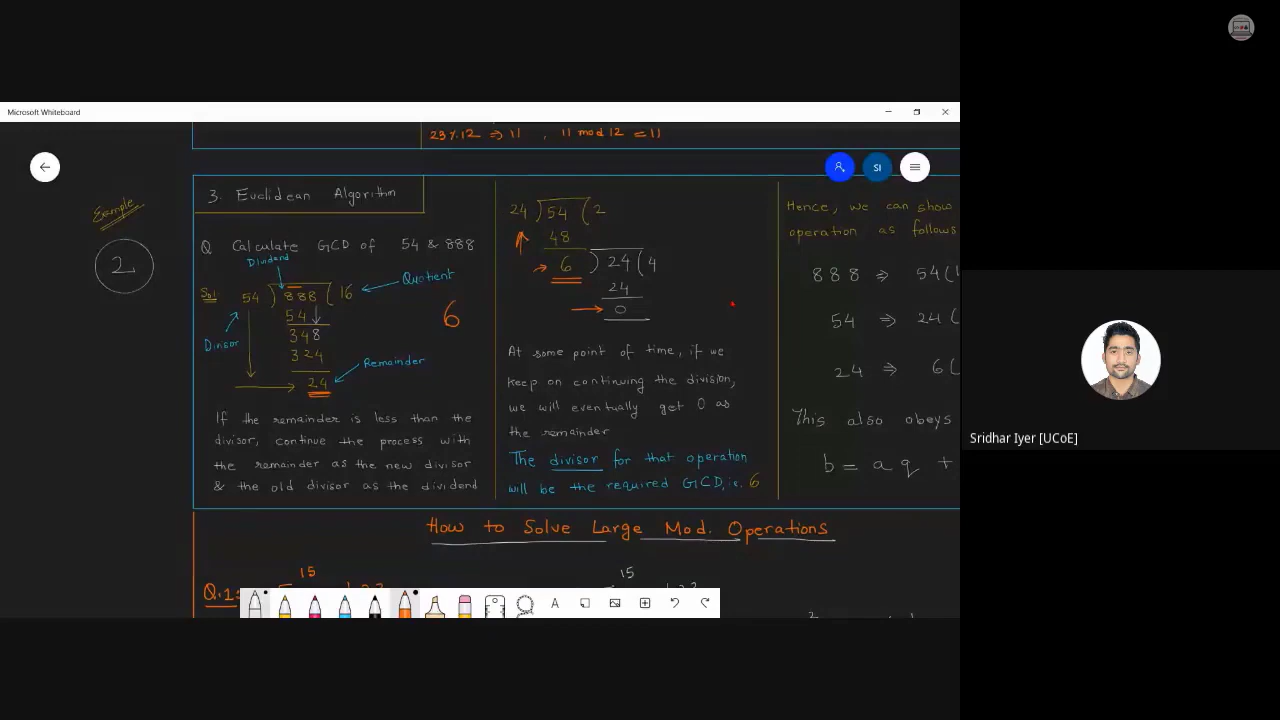 Microsoft Whiteboard
23%12 ⇒ 11 , 11 mod 12 = 11
SI
Example
2
3. Euclidean Algorithm
Q Calculate GCD of 54 & 888
Dividend
Quotient
Sol:
54 ) 888 ( 16
54
348
324
24
Divisor
Remainder
6
If the remainder is less than the
divisor, continue the process with
the remainder as the new divisor
& the old divisor as the dividend
24 ) 54 ( 2
48
6 ) 24 ( 4
24
0
At some point of time, if we
keep on continuing the division,
we will eventually get 0 as
the remainder
The divisor for that operation
will be the required GCD, i.e. 6
Hence, we can show
operation as follows
888 ⇒ 54(1
54 ⇒ 24(
24 ⇒ 6(
This also obeys
b = a q +
How to Solve Large Mod. Operations
15
Q.1:
15
Sridhar Iyer [UCoE]